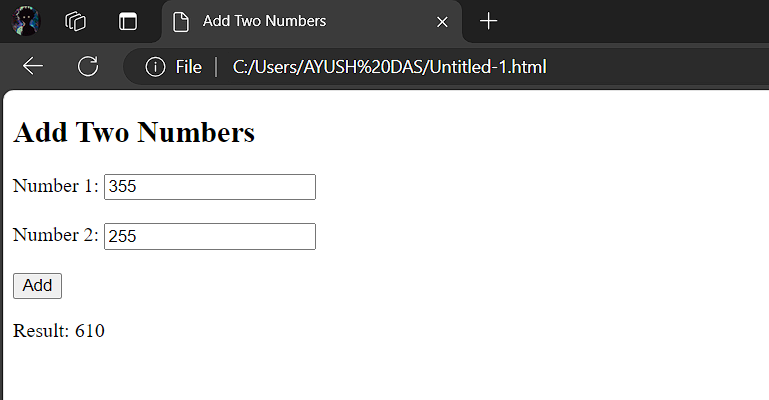 Add Two Numbers
File C:/Users/AYUSH%20DAS/Untitled-1.html
Add Two Numbers
Number 1: 355
Number 2: 255
Add
Result: 610